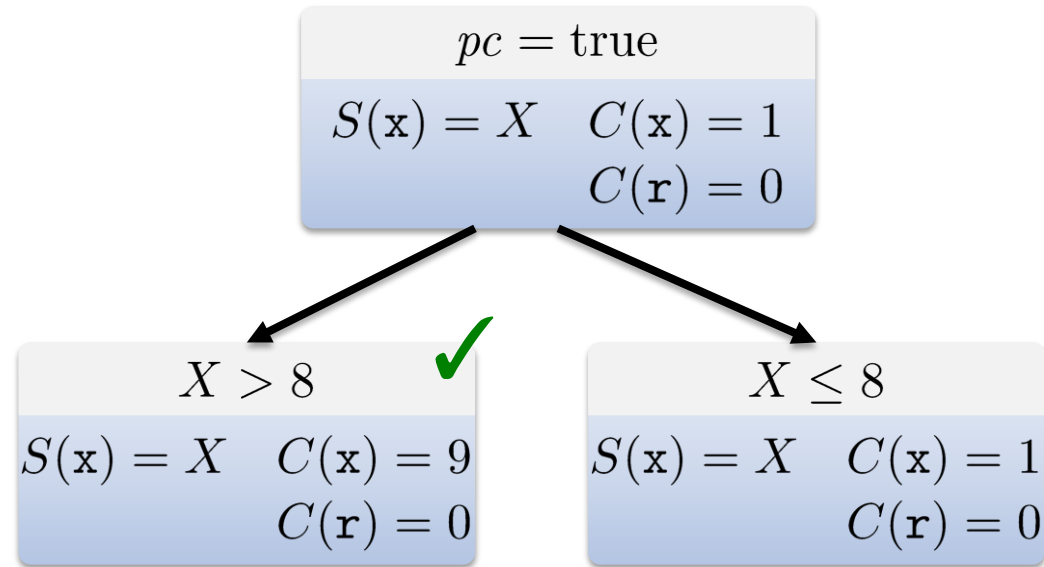 pc = true
S(x) = X C(x) = 1
C(r) = 0
X > 8
S(x) = X C(x) = 9
C(r) = 0
X ≤ 8
S(x) = X C(x) = 1
C(r) = 0